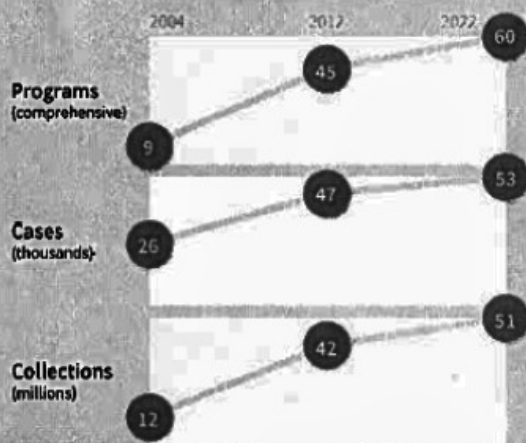 2004 2012 2022
60
45
Programs
(comprehensive)
9
53
47
Cases
(thousands)
26
51
42
Collections
(millions)
12